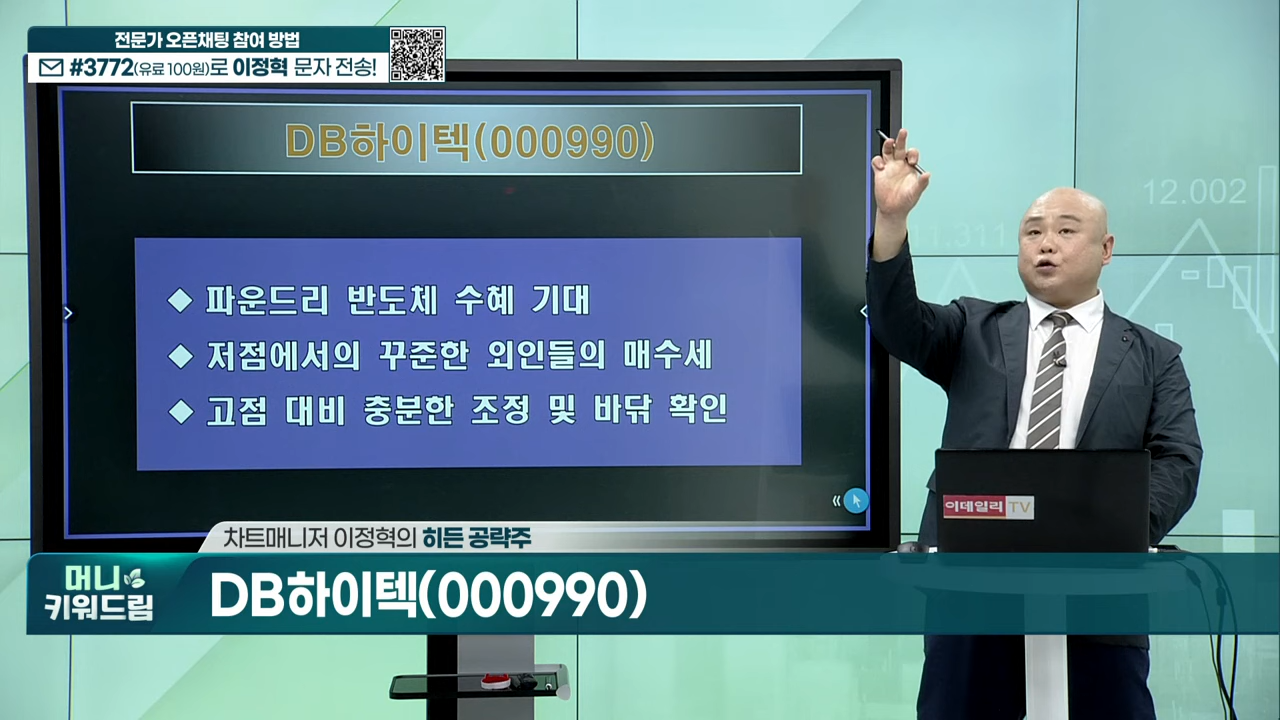 전문가 오픈채팅 참여 방법
#3772(유료 100원)로 이정혁 문자 전송!
DB하이텍(000990)
◆ 파운드리 반도체 수혜 기대
◆ 저점에서의 꾸준한 외인들의 매수세
◆ 고점 대비 충분한 조정 및 바닦 확인
12.002
11.311
이데일리 TV
차트매니저 이정혁의 히든 공략주
머니
키워드림
DB하이텍(000990)